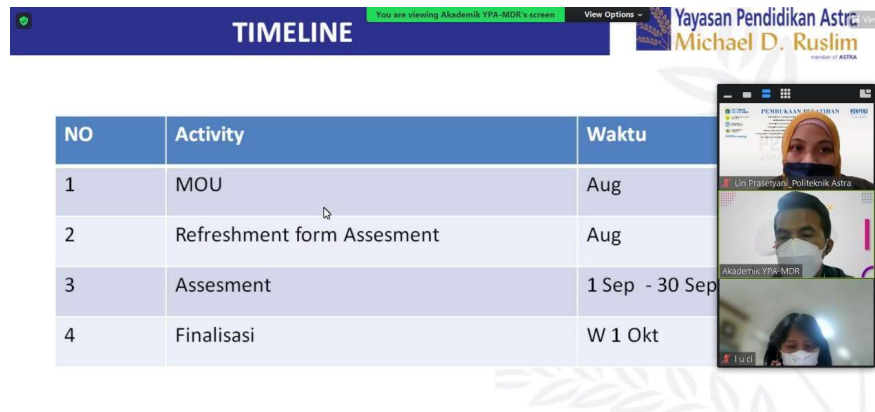 You are viewing Akademik YPA-MDR's screen
View Options
TIMELINE
Yayasan Pendidikan Astra
Michael D. Ruslim
member of ASTRA
NO Activity Waktu
1 MOU Aug
2 Refreshment form Assesment Aug
3 Assesment 1 Sep - 30 Sep
4 Finalisasi W 1 Okt
PEMBUKAAN PELATIHAN
Lin Prasetyani_Politeknik Astra
Akademik YPA-MDR
l u c i